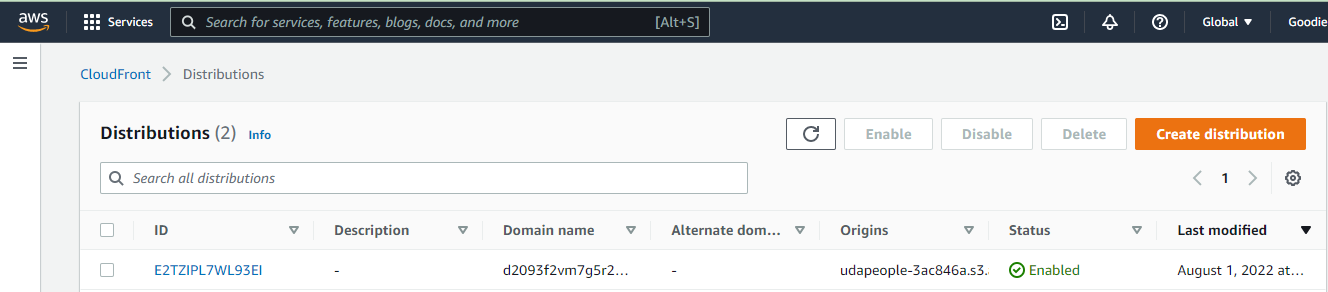 aws Services Search for services, features, blogs, docs, and more [Alt+S] Global Goodie
CloudFront Distributions
Distributions (2) Info Enable Disable Delete Create distribution
Search all distributions 1
ID Description Domain name Alternate dom... Origins Status Last modified
E2TZIPL7WL93EI - d2093f2vm7g5r2... - udapeople-3ac846a.s3. Enabled August 1, 2022 at...